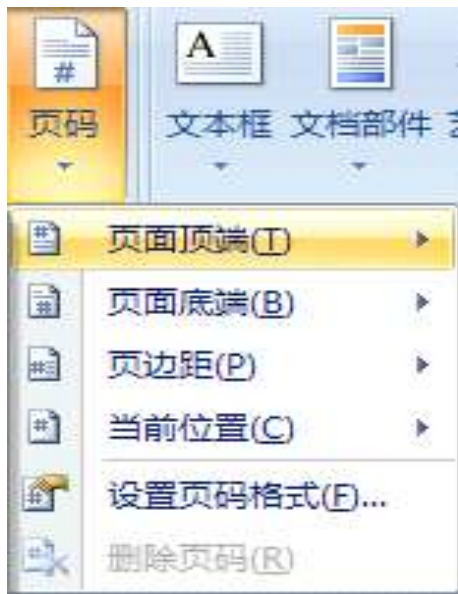 页码 文本框 文档部件
页面顶端(T)
页面底端(B)
页边距(P)
当前位置(C)
设置页码格式(F)...
删除页码(R)